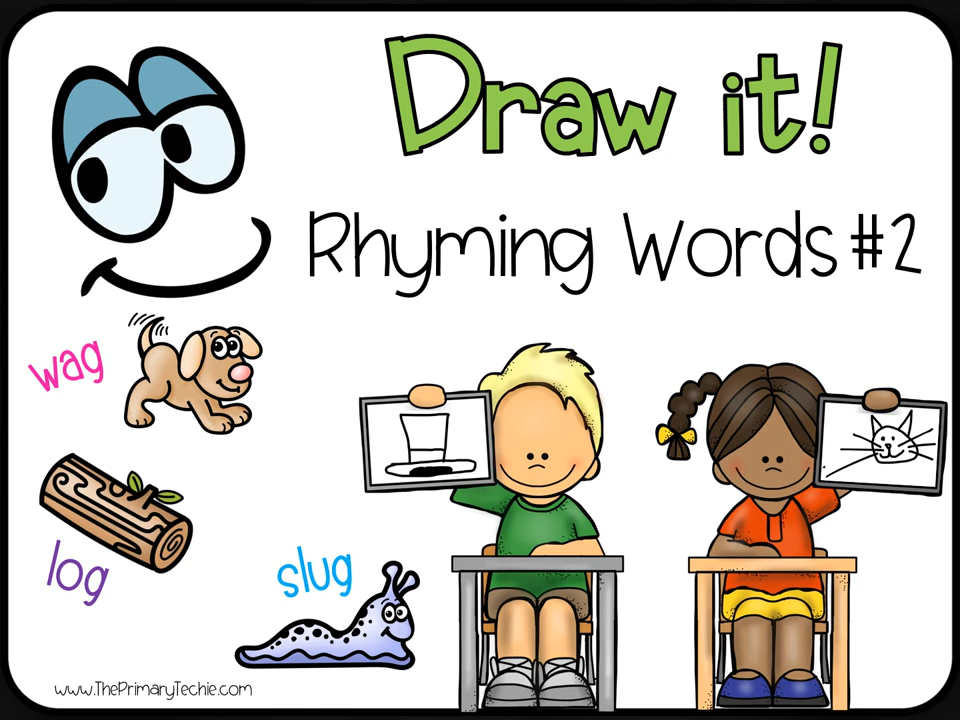 Draw it!
Rhyming Words #2
wag
log
slug
www.ThePrimaryTechie.com